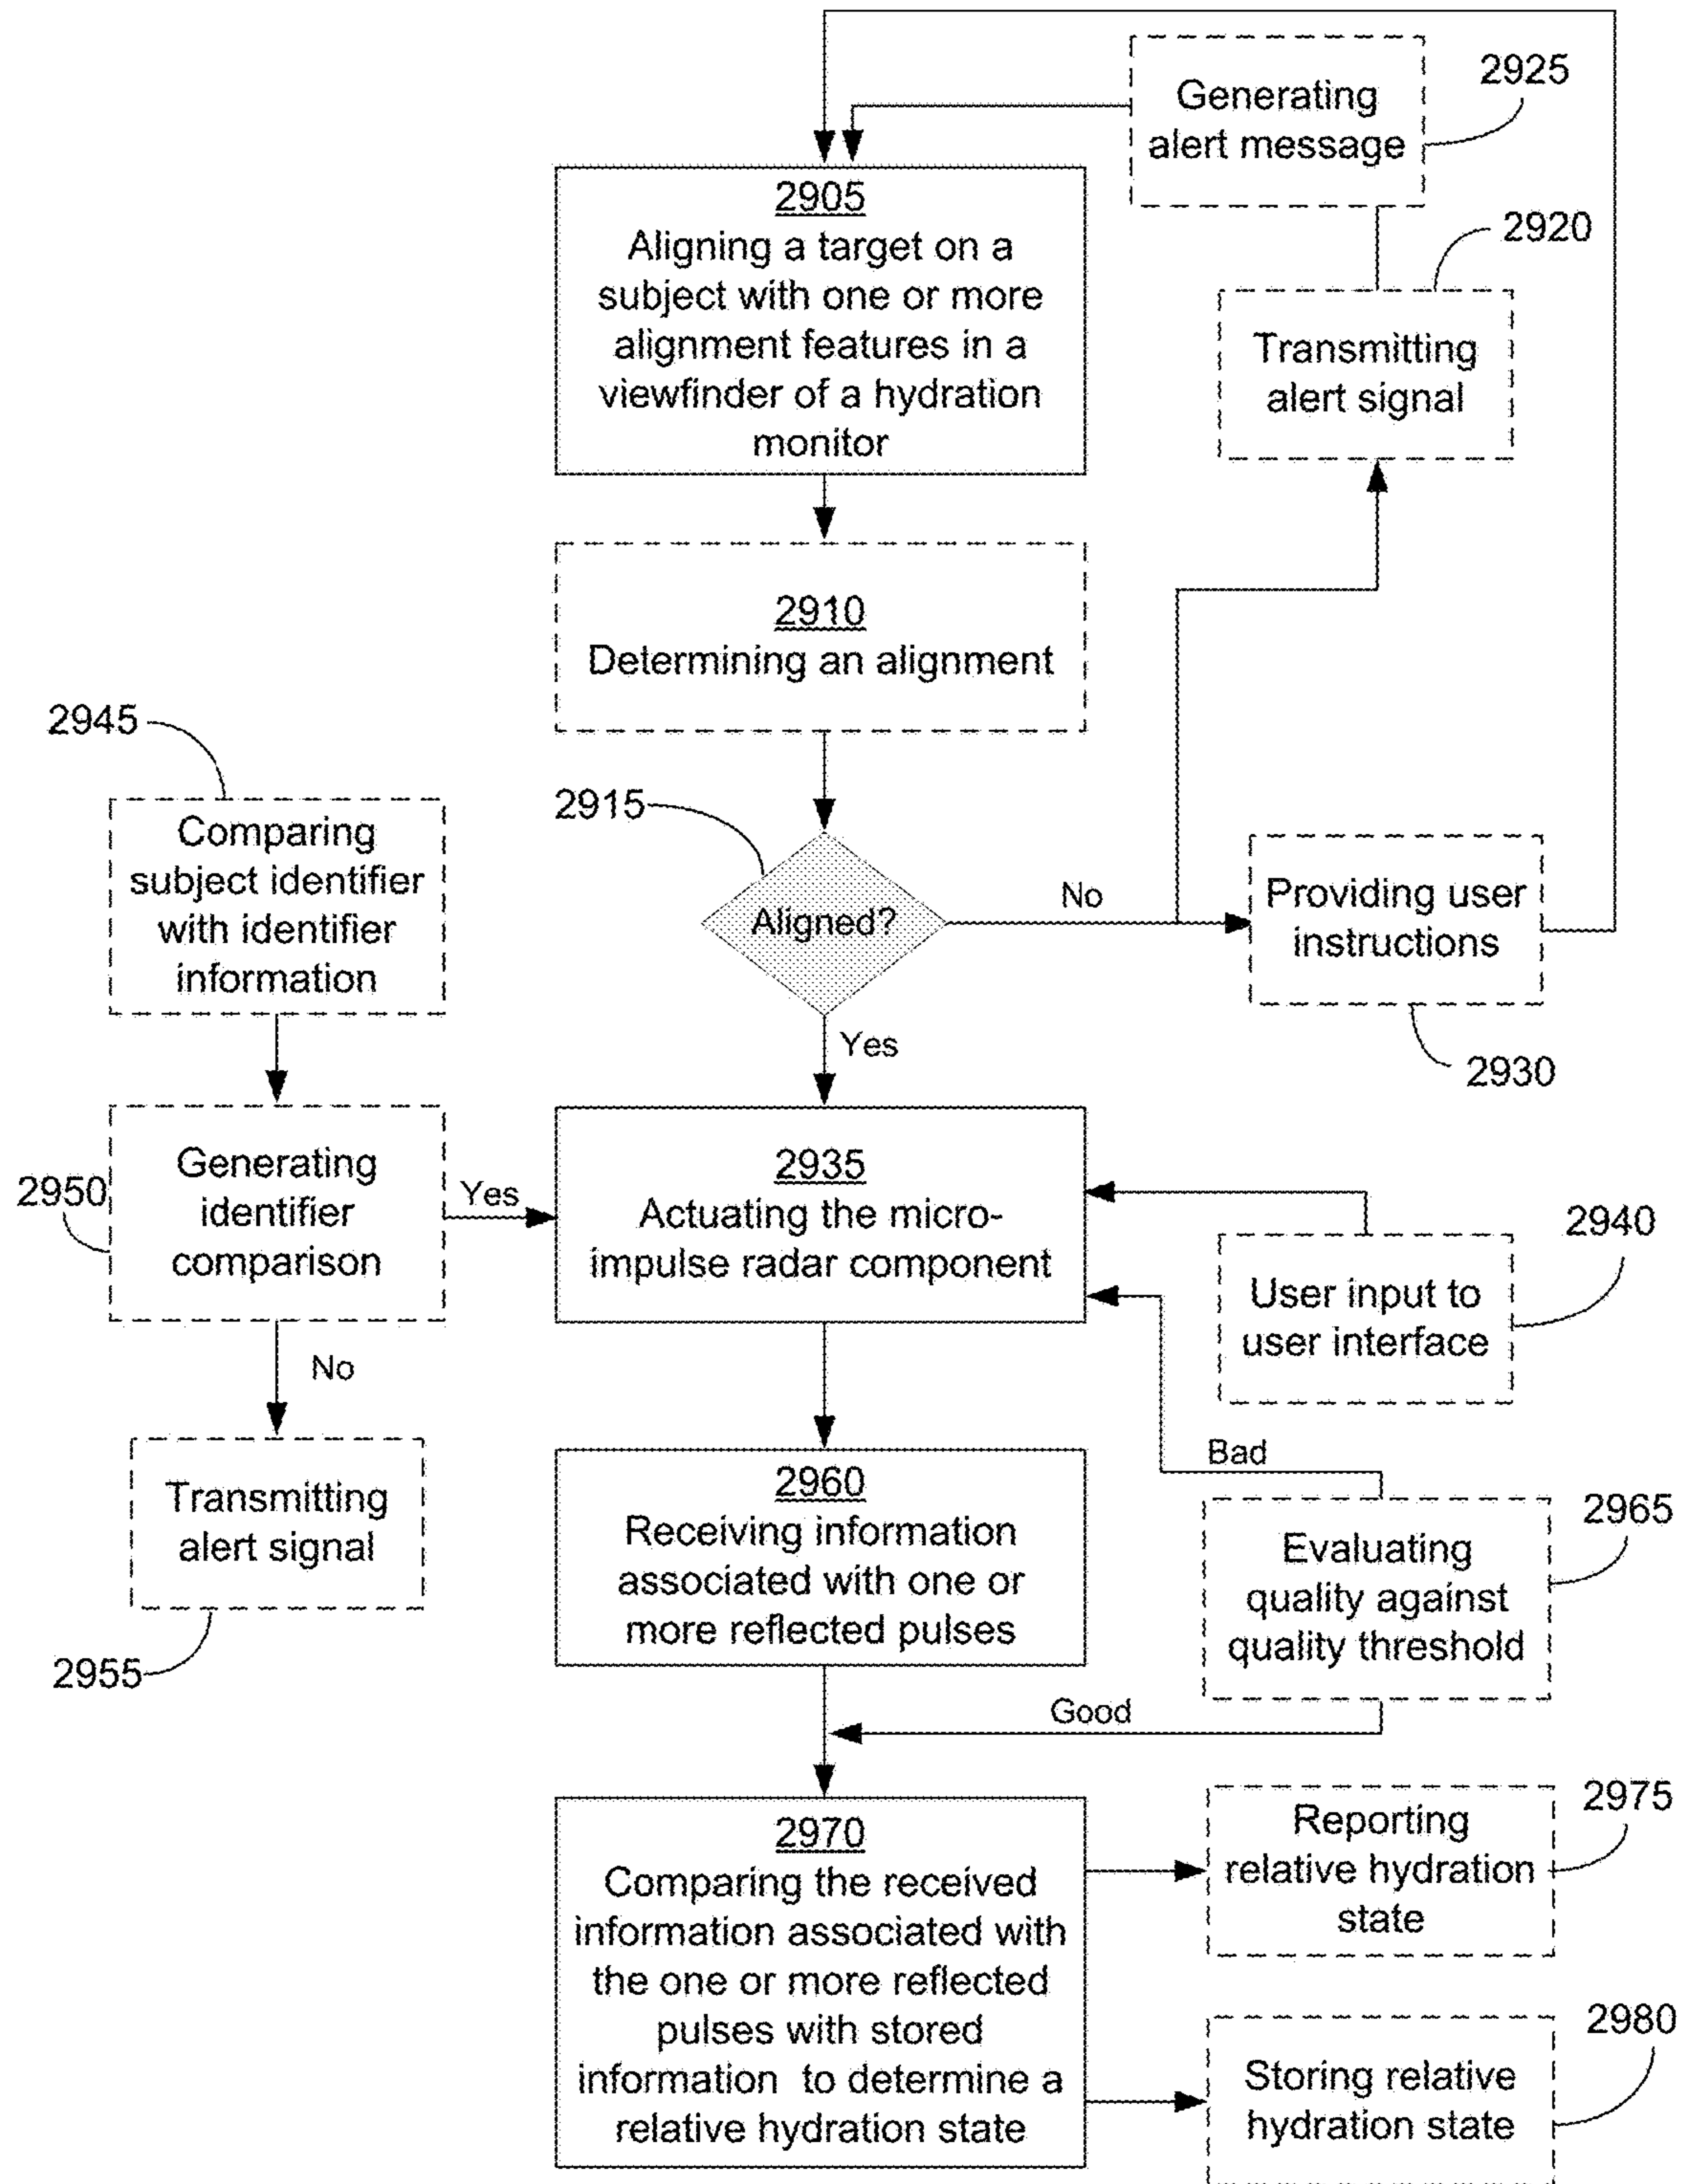 Generating
alert message
2925
2905
Aligning a target on a
subject with one or more
alignment features in a
viewfinder of a hydration
monitor
2920
Transmitting
alert signal
2910
Determining an alignment
2945
Comparing
subject identifier
with identifier
information
2915
Aligned?
No
Providing user
instructions
2930
Yes
2950
Generating
identifier
comparison
Yes
2935
Actuating the micro-
impulse radar component
2940
User input to
user interface
No
Transmitting
alert signal
2955
2960
Receiving information
associated with one or
more reflected pulses
Bad
2965
Evaluating
quality against
quality threshold
Good
2970
Comparing the received
information associated with
the one or more reflected
pulses with stored
information to determine a
relative hydration state
2975
Reporting
relative hydration
state
2980
Storing relative
hydration state